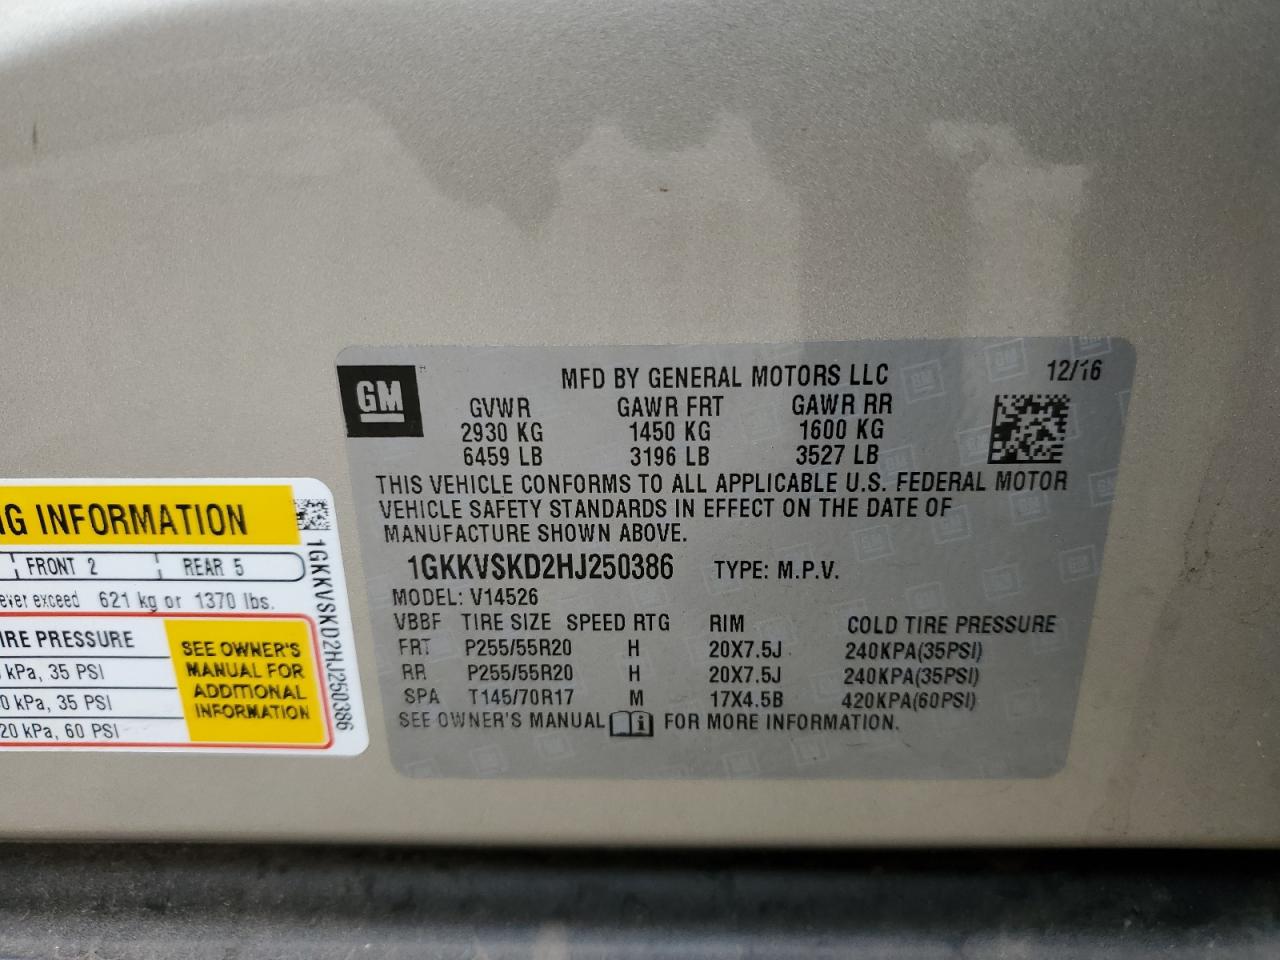 GM
MFD BY GENERAL MOTORS LLC 12/16
GVWR GAWR FRT GAWR RR
2930 KG 1450 KG 1600 KG
6459 LB 3196 LB 3527 LB
THIS VEHICLE CONFORMS TO ALL APPLICABLE U.S. FEDERAL MOTOR
VEHICLE SAFETY STANDARDS IN EFFECT ON THE DATE OF
MANUFACTURE SHOWN ABOVE.
1GKKVSKD2HJ250386 TYPE: M.P.V.
MODEL: V14526
VBBF TIRE SIZE SPEED RTG RIM COLD TIRE PRESSURE
FRT P255/55R20 H 20X7.5J 240KPA(35PSI)
RR P255/55R20 H 20X7.5J 240KPA(35PSI)
SPA T145/70R17 M 17X4.5B 420KPA(60PSI)
SEE OWNER'S MANUAL i FOR MORE INFORMATION.
NG INFORMATION
FRONT 2 REAR 5
ever exceed 621 kg or 1370 lbs.
IRE PRESSURE
kPa, 35 PSI
0 kPa, 35 PSI
20 kPa, 60 PSI
SEE OWNER'S
MANUAL FOR
ADDITIONAL
INFORMATION
1GKKVSKD2HJ250386